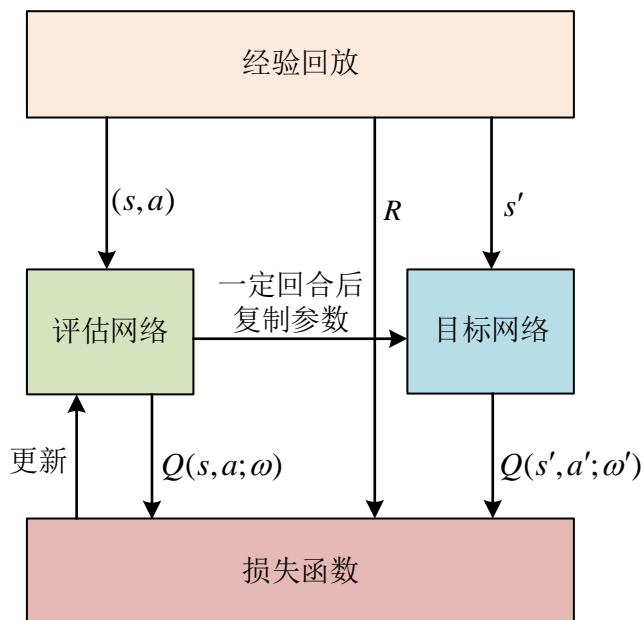 经验回放
(s,a)
R
s′
一定回合后
复制参数
评估网络
目标网络
更新
Q(s,a;ω)
Q(s′,a′;ω′)
损失函数